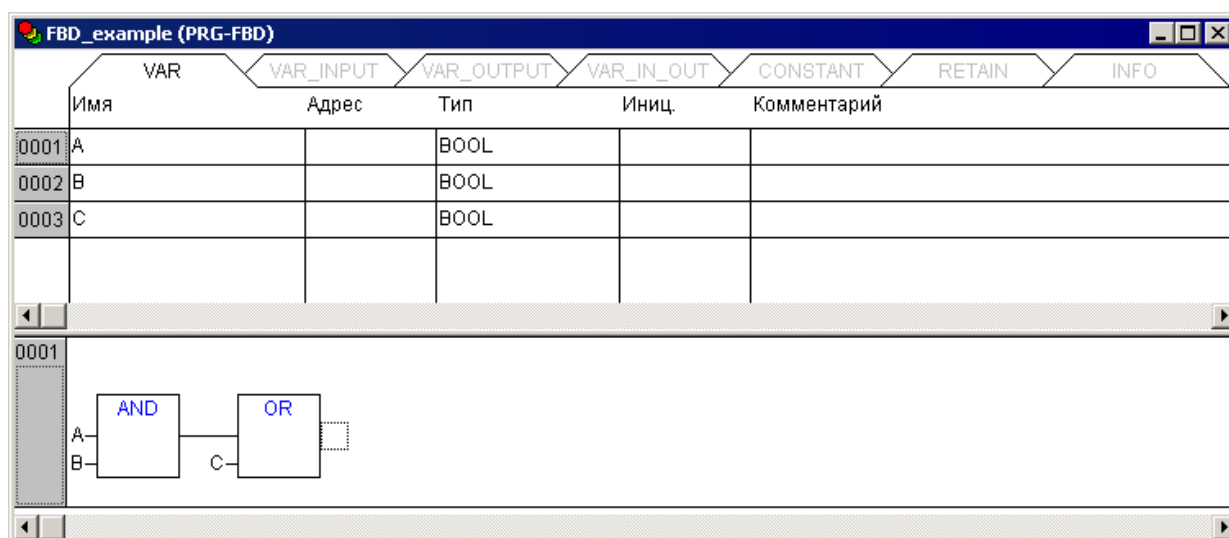 FBD_example (PRG-FBD)
VAR VAR_INPUT VAR_OUTPUT VAR_IN_OUT CONSTANT RETAIN INFO
Имя Адрес Тип Иниц. Комментарий
0001 A BOOL
0002 B BOOL
0003 C BOOL
0001
AND OR
A
B C